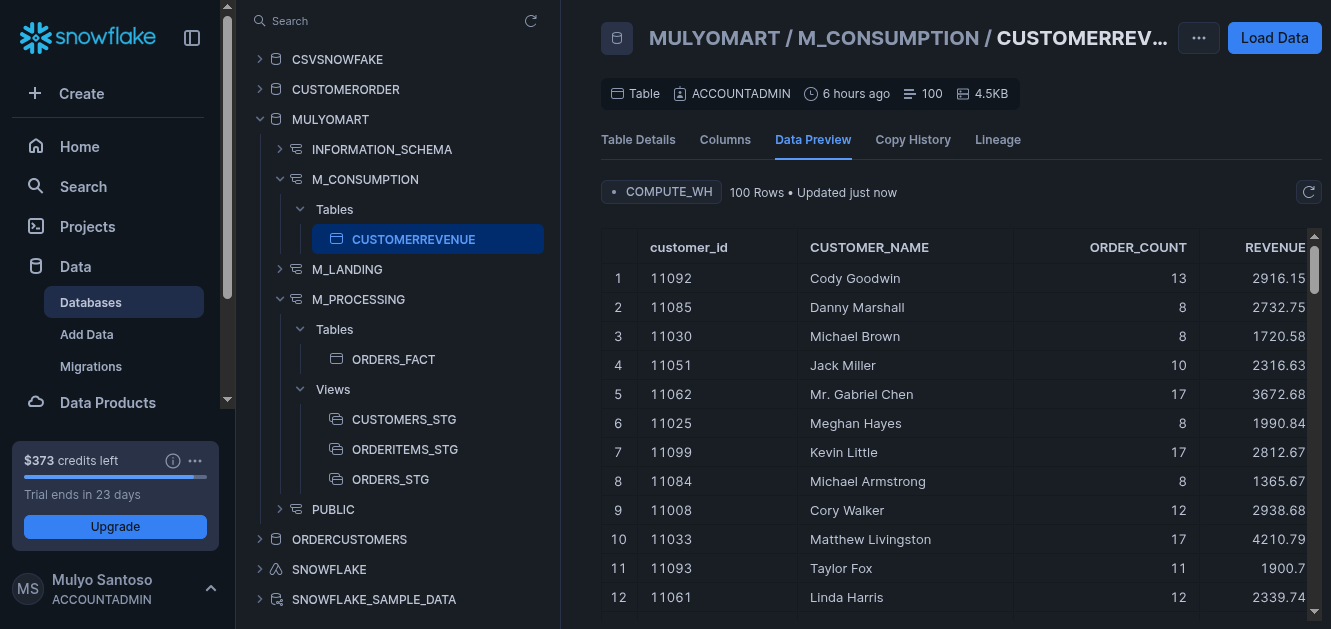 snowflake
Create
Home
Search
Projects
Data
Databases
Add Data
Migrations
Data Products
$373 credits left
Trial ends in 23 days
Upgrade
MS
Mulyo Santoso
ACCOUNTADMIN
Search
CSVSNOWFAKE
CUSTOMERORDER
MULYOMART
INFORMATION_SCHEMA
M_CONSUMPTION
Tables
CUSTOMERREVENUE
M_LANDING
M_PROCESSING
Tables
ORDERS_FACT
Views
CUSTOMERS_STG
ORDERITEMS_STG
ORDERS_STG
PUBLIC
ORDERCUSTOMERS
SNOWFLAKE
SNOWFLAKE_SAMPLE_DATA
MULYOMART / M_CONSUMPTION / CUSTOMERREV... ... Load Data
Table ACCOUNTADMIN 6 hours ago 100 4.5KB
Table Details Columns Data Preview Copy History Lineage
• COMPUTE_WH 100 Rows • Updated just now
customer_id CUSTOMER_NAME ORDER_COUNT REVENUE
1 11092 Cody Goodwin 13 2916.15
2 11085 Danny Marshall 8 2732.75
3 11030 Michael Brown 8 1720.58
4 11051 Jack Miller 10 2316.63
5 11062 Mr. Gabriel Chen 17 3672.68
6 11025 Meghan Hayes 8 1990.84
7 11099 Kevin Little 17 2812.67
8 11084 Michael Armstrong 8 1365.67
9 11008 Cory Walker 12 2938.68
10 11033 Matthew Livingston 17 4210.79
11 11093 Taylor Fox 11 1900.7
12 11061 Linda Harris 12 2339.74